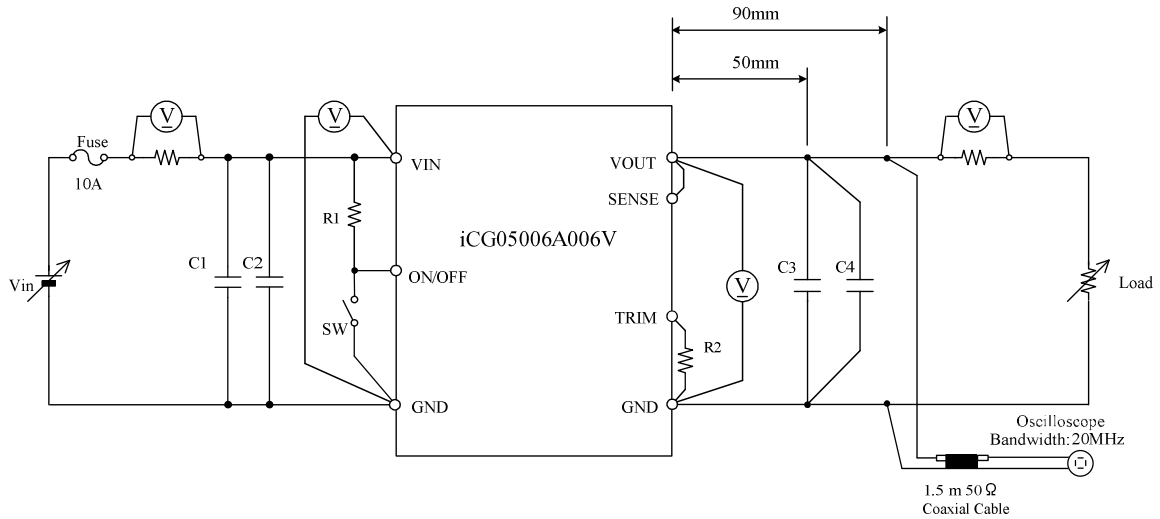 90mm
50mm
V
V
V
Fuse
10A
VIN
VOUT
SENSE
R1
iCG05006A006V
C1
C2
ON/OFF
C3
C4
Vin
V
Load
SW
TRIM
R2
GND
GND
Oscilloscope
Bandwidth:20MHz
1.5 m 50 Ω
Coaxial Cable